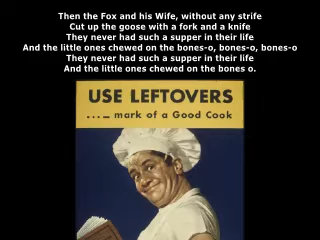 Then the Fox and his Wife, without any strife
Cut up the goose with a fork and a knife
They never had such a supper in their life
And the little ones chewed on the bones-o, bones-o, bones-o
They never had such a supper in their life
And the little ones chewed on the bones o.
USE LEFTOVERS
... — mark of a Good Cook